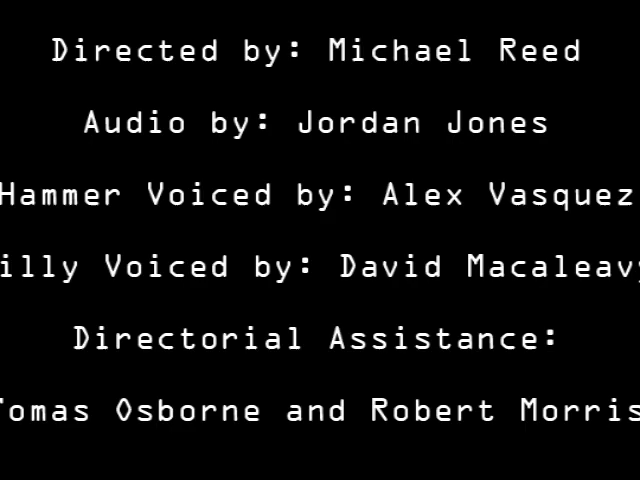 Directed by: Michael Reed
Audio by: Jordan Jones
Hammer Voiced by: Alex Vasquez
illy Voiced by: David Macaleavy
Directorial Assistance:
Tomas Osborne and Robert Morris